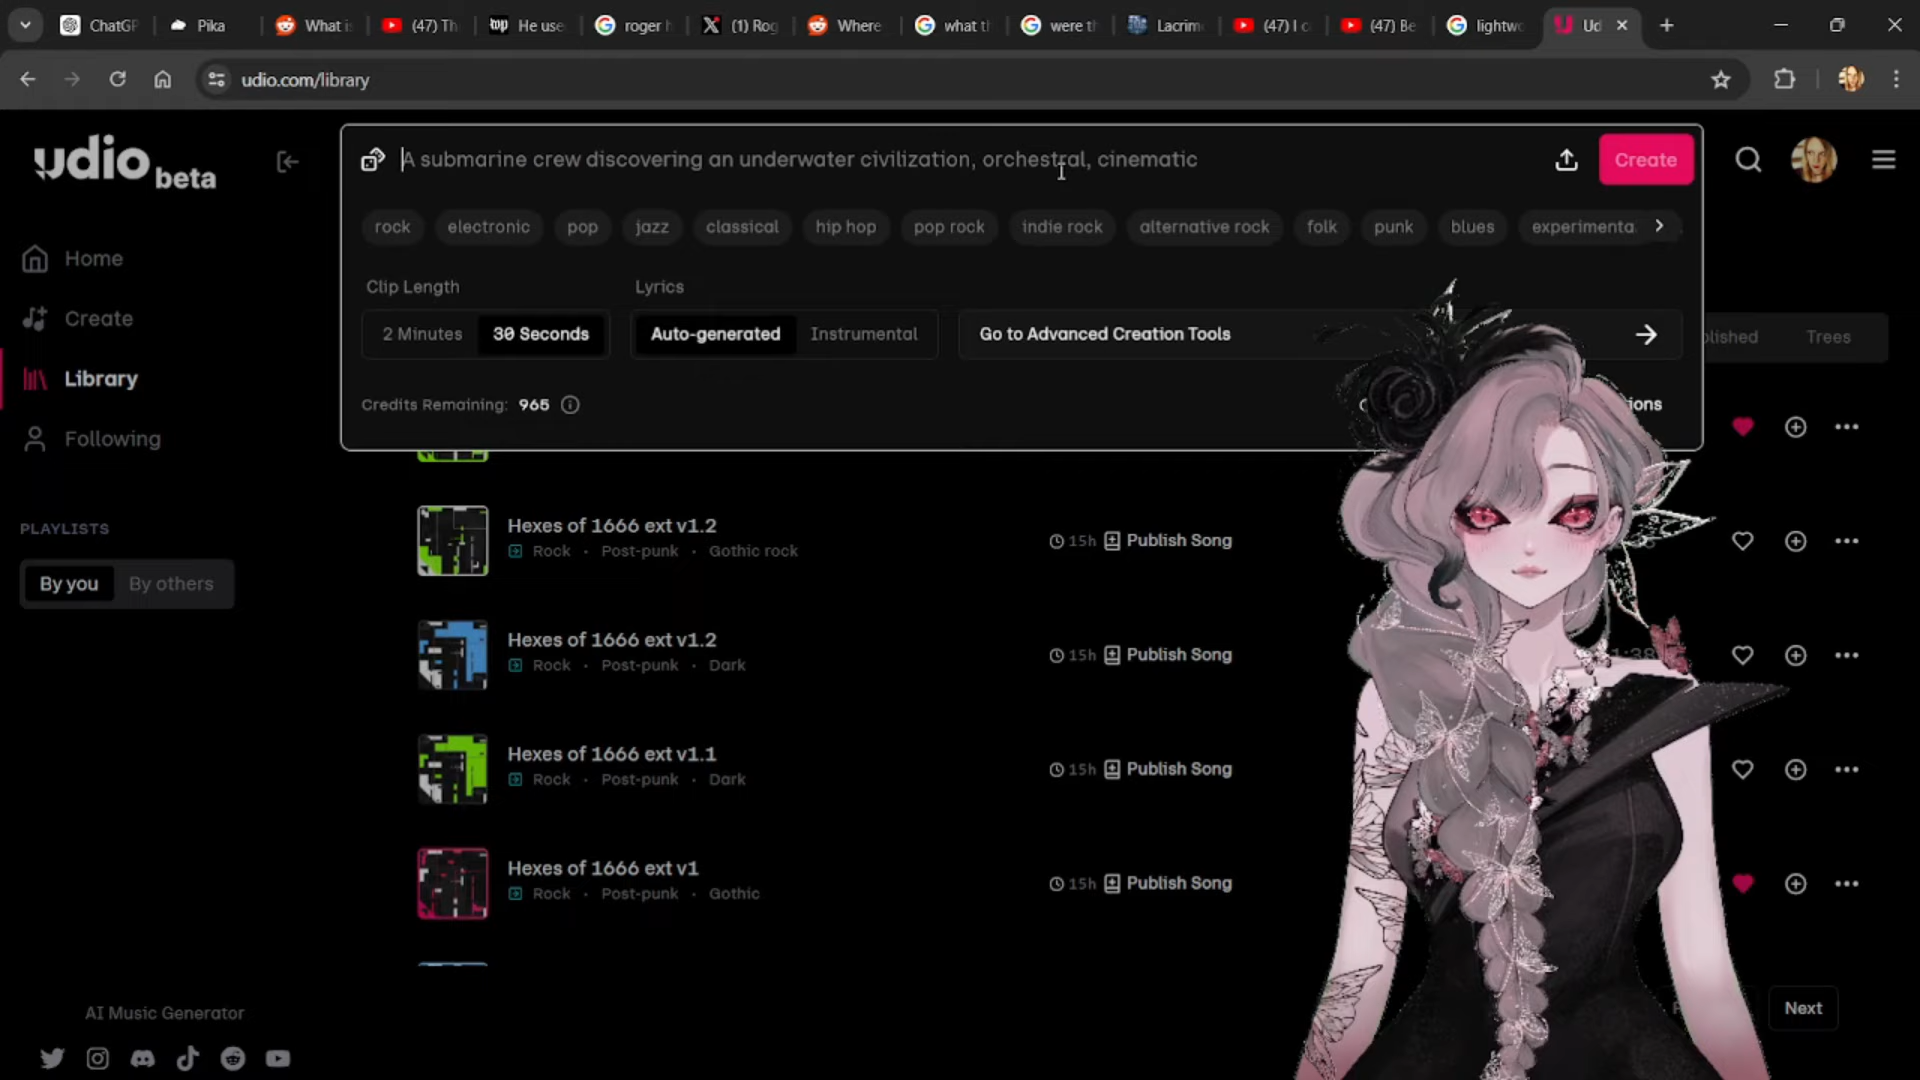 ChatGP
Pika
What is
(47) Th
He use
roger h
(1) Rog
Where
what t
were t
Lacrim
(47) I c
(47) Be
lightw
Ud
udio.com/library
udio beta
A submarine crew discovering an underwater civilization, orchestral, cinematic
Create
rock
electronic
pop
jazz
classical
hip hop
pop rock
indie rock
alternative rock
folk
punk
blues
experimenta
Home
Create
Library
Following
Clip Length
Lyrics
2 Minutes
30 Seconds
Auto-generated
Instrumental
Go to Advanced Creation Tools
blished
Trees
Credits Remaining: 965
ions
PLAYLISTS
By you
By others
Hexes of 1666 ext v1.2
Rock • Post-punk • Gothic rock
15h Publish Song
Hexes of 1666 ext v1.2
Rock • Post-punk • Dark
15h Publish Song
1:38
Hexes of 1666 ext v1.1
Rock • Post-punk • Dark
15h Publish Song
Hexes of 1666 ext v1
Rock • Post-punk • Gothic
15h Publish Song
AI Music Generator
Next